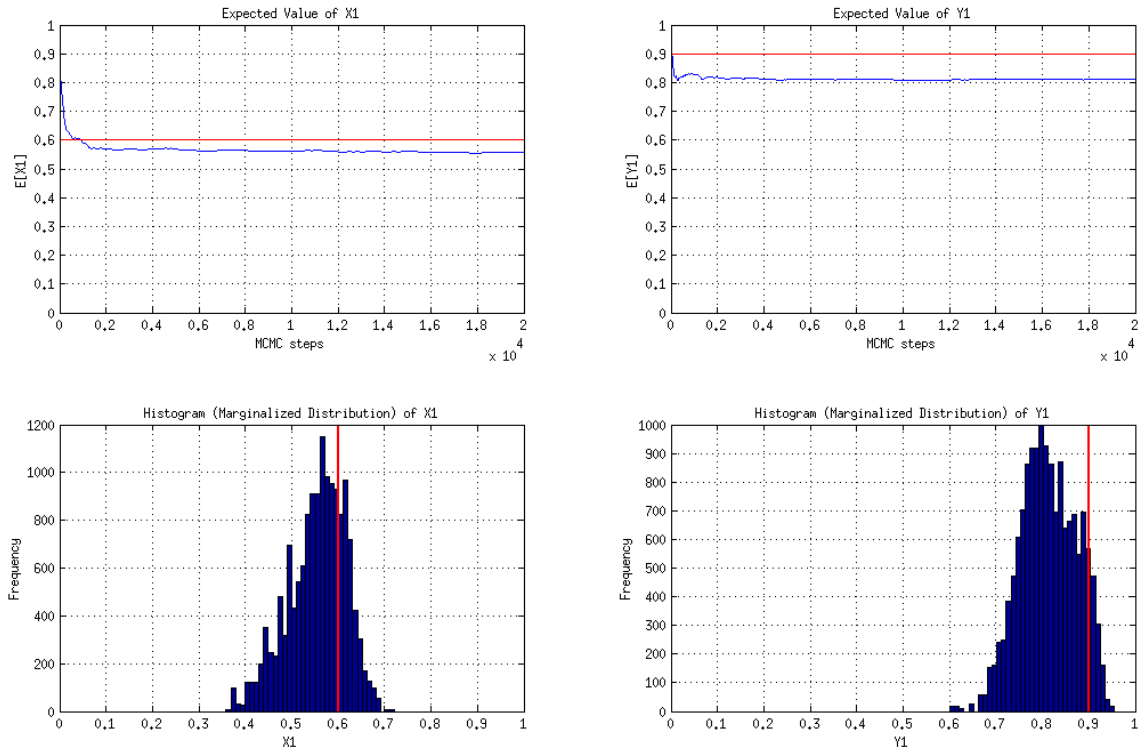 Expected Value of X1
1
0.9
0.8
0.7
0.6
0.5
0.4
0.3
0.2
0.1
0
E[X1]
0 0.2 0.4 0.6 0.8 1 1.2 1.4 1.6 1.8 2
MCMC steps
x 10^4
Expected Value of Y1
1
0.9
0.8
0.7
0.6
0.5
0.4
0.3
0.2
0.1
0
E[Y1]
0 0.2 0.4 0.6 0.8 1 1.2 1.4 1.6 1.8 2
MCMC steps
x 10^4
Histogram (Marginalized Distribution) of X1
1200
1000
800
600
400
200
0
Frequency
0 0.1 0.2 0.3 0.4 0.5 0.6 0.7 0.8 0.9 1
X1
Histogram (Marginalized Distribution) of Y1
1000
900
800
700
600
500
400
300
200
100
0
Frequency
0 0.1 0.2 0.3 0.4 0.5 0.6 0.7 0.8 0.9 1
Y1